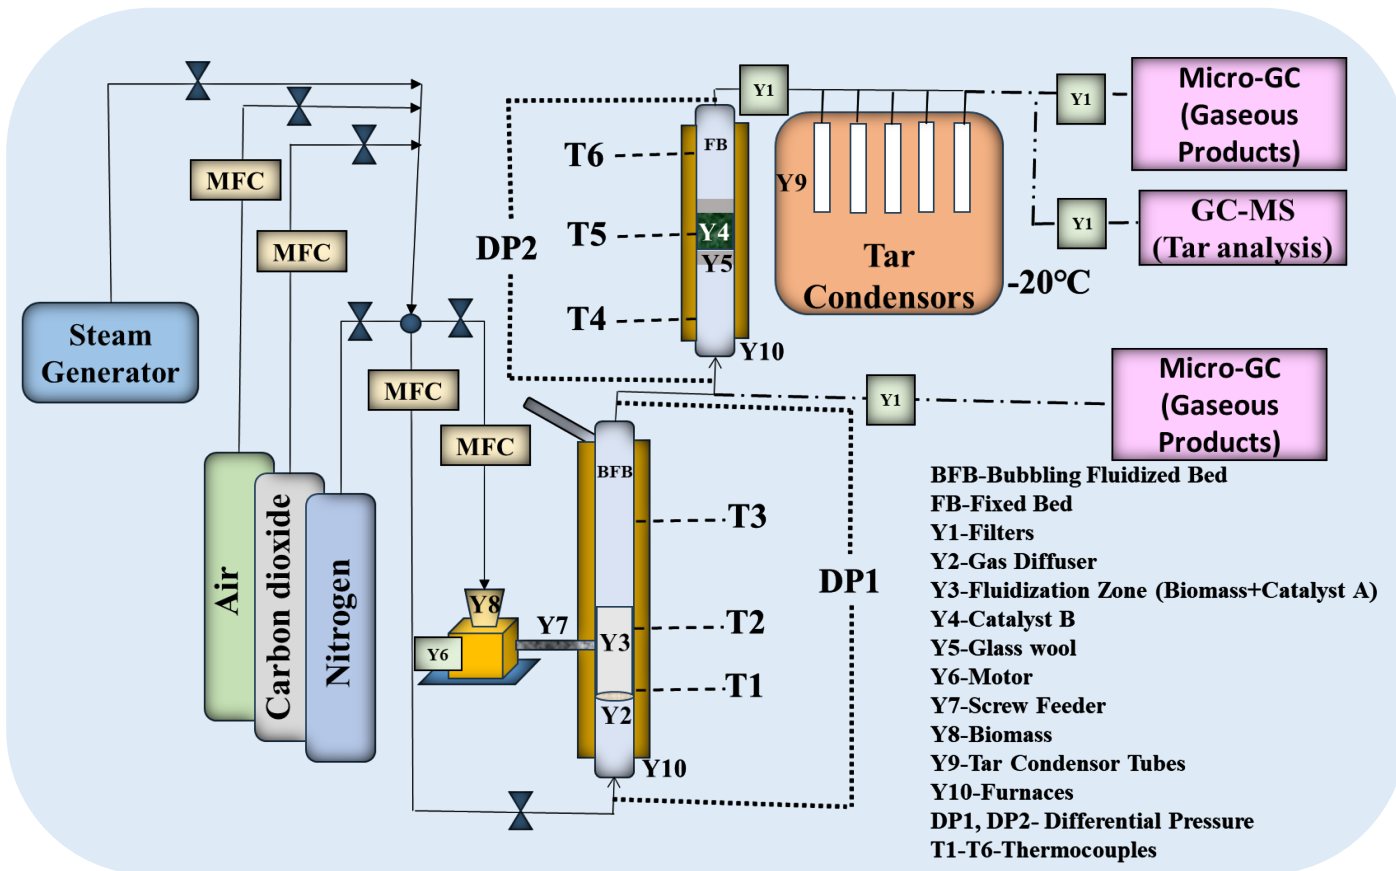 Steam
Generator
MFC
MFC
MFC
MFC
Air
Carbon dioxide
Nitrogen
Y8
Y6
Y7
BFB
Y3
Y2
Y10
T3
T2
T1
DP1
DP2
T6
T5
T4
FB
Y4
Y5
Y10
Y1
Y9
Tar
Condensors
-20°C
Y1
Micro-GC
(Gaseous
Products)
Y1
GC-MS
(Tar analysis)
Y1
Micro-GC
(Gaseous
Products)
BFB-Bubbling Fluidized Bed
FB-Fixed Bed
Y1-Filters
Y2-Gas Diffuser
Y3-Fluidization Zone (Biomass+Catalyst A)
Y4-Catalyst B
Y5-Glass wool
Y6-Motor
Y7-Screw Feeder
Y8-Biomass
Y9-Tar Condensor Tubes
Y10-Furnaces
DP1, DP2- Differential Pressure
T1-T6-Thermocouples